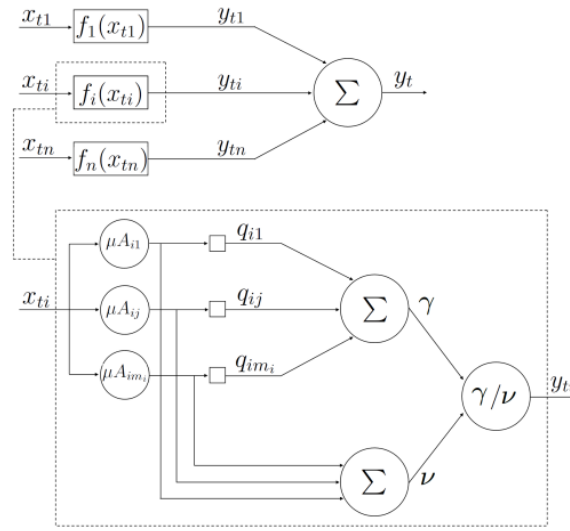 x_{t1} f_1(x_{t1}) y_{t1}
x_{ti} f_i(x_{ti}) y_{ti} Σ y_t
x_{tn} f_n(x_{tn}) y_{tn}
μA_{i1} q_{i1}
x_{ti} μA_{ij} q_{ij} Σ γ
μA_{im_i} q_{im_i}
γ/ν
Σ ν